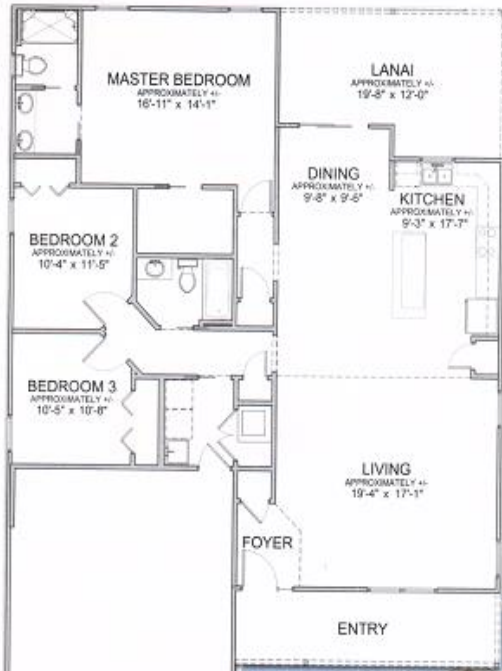 MASTER BEDROOM
APPROXIMATELY +/-
16'-11" x 14'-1"
LANAI
APPROXIMATELY +/-
19'-8" x 12'-0"
DINING
APPROXIMATELY +/-
9'-8" x 9'-6"
KITCHEN
APPROXIMATELY +/-
9'-3" x 17'-7"
BEDROOM 2
APPROXIMATELY +/-
10'-4" x 11'-5"
BEDROOM 3
APPROXIMATELY +/-
10'-5" x 10'-8"
LIVING
APPROXIMATELY +/-
19'-4" x 17'-1"
FOYER
ENTRY